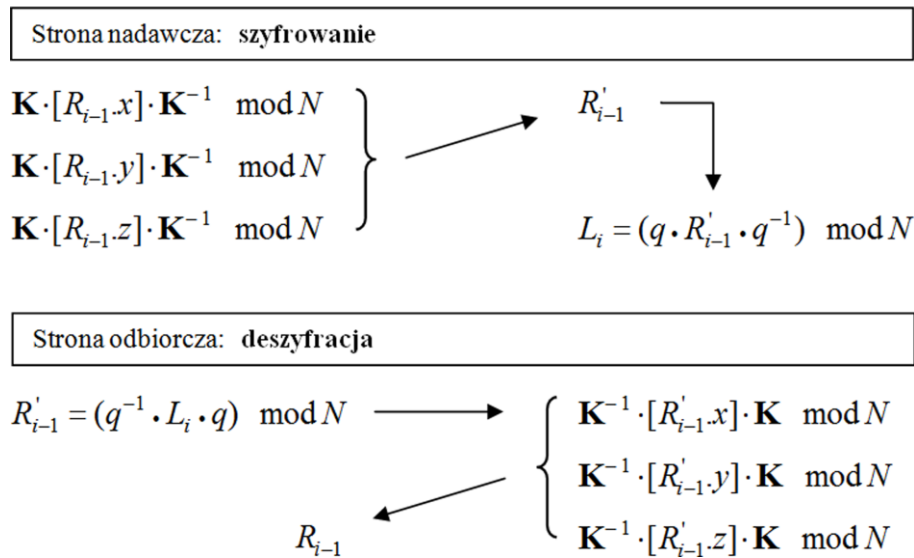 Strona nadawcza: szyfrowanie
K·[R_{i–1}.x]·K^{–1} mod N
K·[R_{i–1}.y]·K^{–1} mod N
K·[R_{i–1}.z]·K^{–1} mod N
R'_{i–1}
L_i = (q • R'_{i–1} • q^{–1}) mod N
Strona odbiorcza: deszyfracja
R'_{i–1} = (q^{–1} • L_i • q) mod N
K^{–1}·[R'_{i–1}.x]·K mod N
K^{–1}·[R'_{i–1}.y]·K mod N
K^{–1}·[R'_{i–1}.z]·K mod N
R_{i–1}